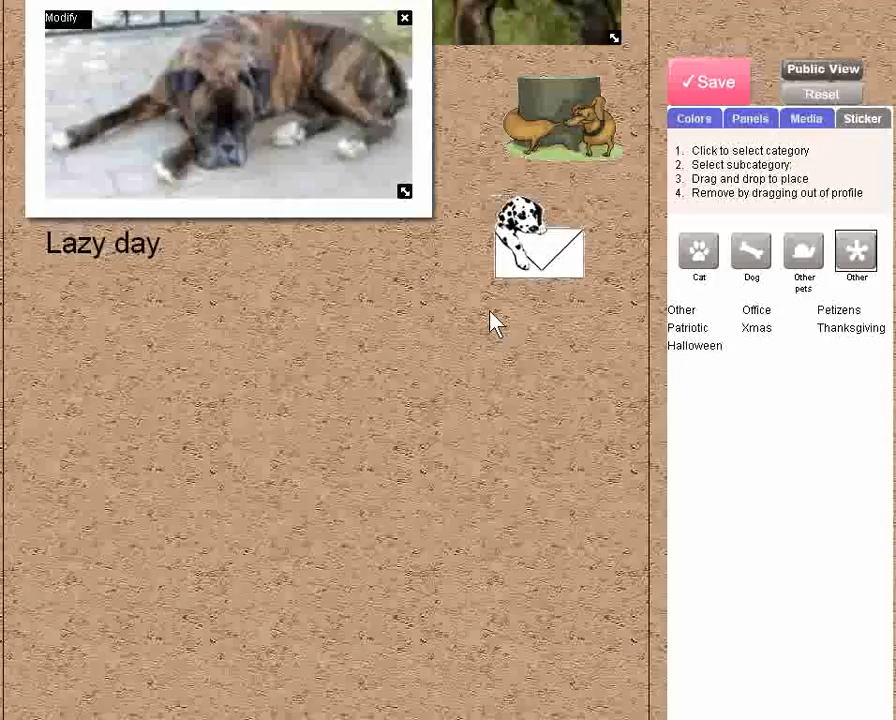 Modify
Lazy day
✓Save
Public View
Reset
Colors Panels Media Sticker
1. Click to select category
2. Select subcategory:
3. Drag and drop to place
4. Remove by dragging out of profile
Cat Dog Other pets Other
Other Office Petizens
Patriotic Xmas Thanksgiving
Halloween